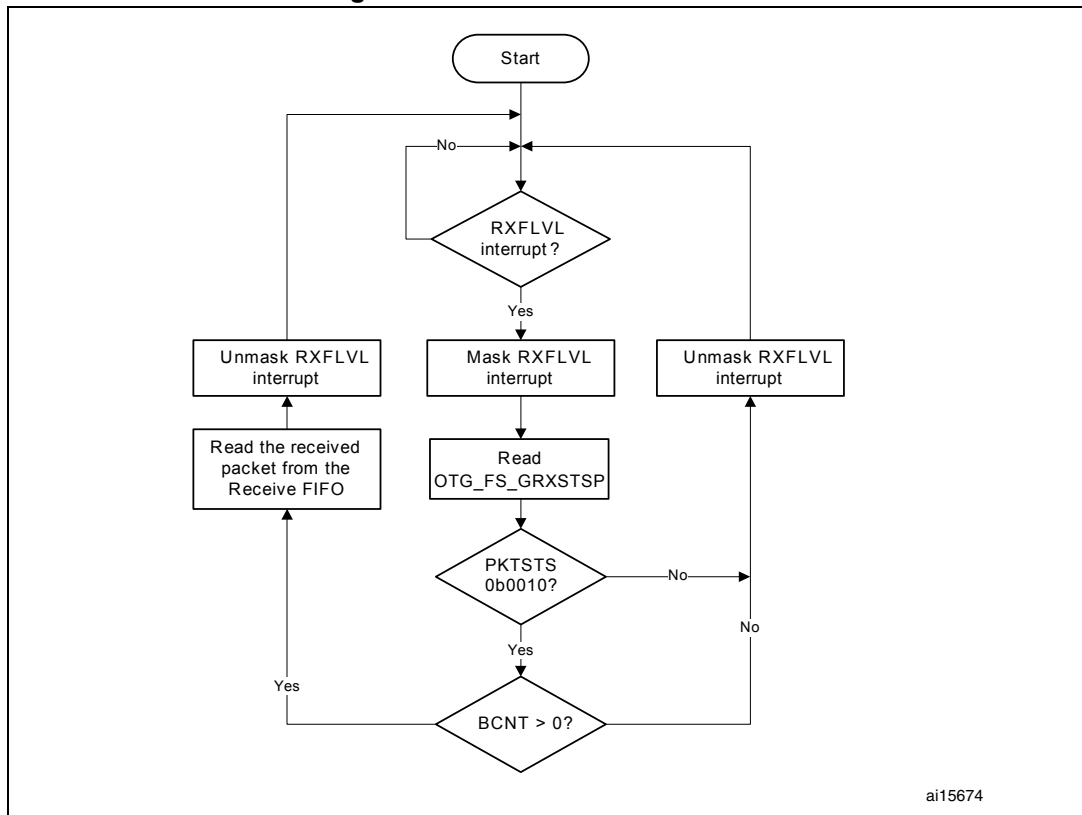 Start
No
RXFLVL
interrupt?
Yes
Unmask RXFLVL
interrupt
Mask RXFLVL
interrupt
Unmask RXFLVL
interrupt
Read the received
packet from the
Receive FIFO
Read
OTG_FS_GRXSTSP
PKTSTS
0b0010?
No
No
Yes
Yes
BCNT > 0?
ai15674